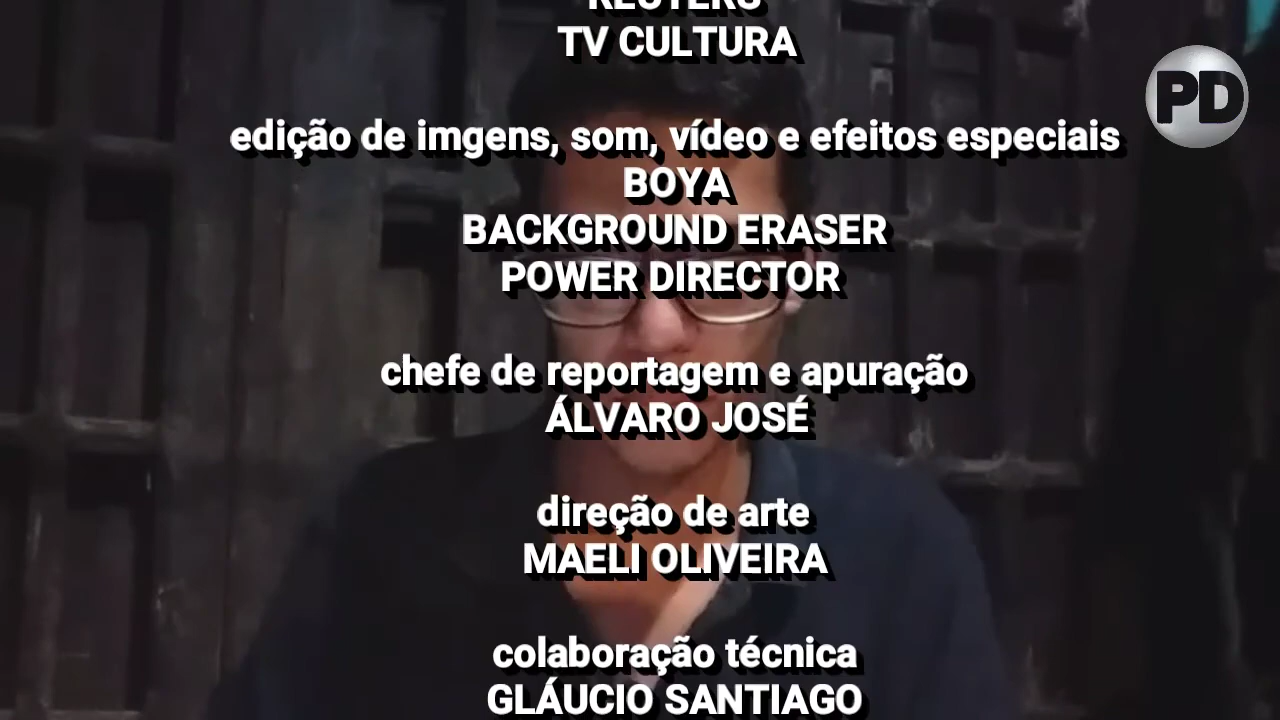 REUTERS
TV CULTURA
PD
edição de imgens, som, vídeo e efeitos especiais
BOYA
BACKGROUND ERASER
POWER DIRECTOR
chefe de reportagem e apuração
ÁLVARO JOSÉ
direção de arte
MAELI OLIVEIRA
colaboração técnica
GLÁUCIO SANTIAGO